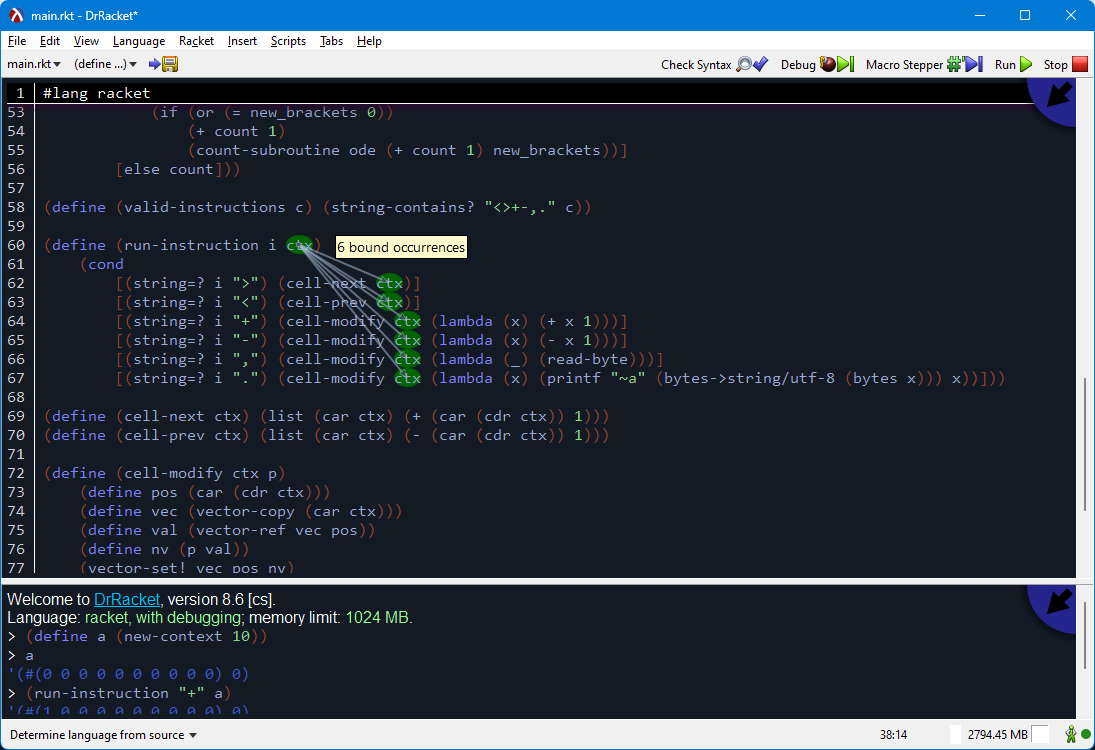 main.rkt - DrRacket*
File Edit View Language Racket Insert Scripts Tabs Help
main.rkt (define ...) Check Syntax Debug Macro Stepper Run Stop
1 #lang racket
53 (if (or (= new_brackets 0))
54 (+ count 1)
55 (count-subroutine ode (+ count 1) new_brackets))]
56 [else count]))
57
58 (define (valid-instructions c) (string-contains? "<>+-,." c))
59
60 (define (run-instruction i ctx) 6 bound occurrences
61 (cond
62 [(string=? i ">") (cell-next ctx)]
63 [(string=? i "<") (cell-prev ctx)]
64 [(string=? i "+") (cell-modify ctx (lambda (x) (+ x 1)))]
65 [(string=? i "-") (cell-modify ctx (lambda (x) (- x 1)))]
66 [(string=? i ",") (cell-modify ctx (lambda (_) (read-byte)))]
67 [(string=? i ".") (cell-modify ctx (lambda (x) (printf "~a" (bytes->string/utf-8 (bytes x))) x))]))
68
69 (define (cell-next ctx) (list (car ctx) (+ (car (cdr ctx)) 1)))
70 (define (cell-prev ctx) (list (car ctx) (- (car (cdr ctx)) 1)))
71
72 (define (cell-modify ctx p)
73 (define pos (car (cdr ctx)))
74 (define vec (vector-copy (car ctx)))
75 (define val (vector-ref vec pos))
76 (define nv (p val))
77 (vector-set! vec pos nv)
Welcome to DrRacket, version 8.6 [cs].
Language: racket, with debugging; memory limit: 1024 MB.
> (define a (new-context 10))
> a
'(#(0 0 0 0 0 0 0 0 0 0) 0)
> (run-instruction "+" a)
'(#(1 0 0 0 0 0 0 0 0 0) 0)
Determine language from source 38:14 2794.45 MB